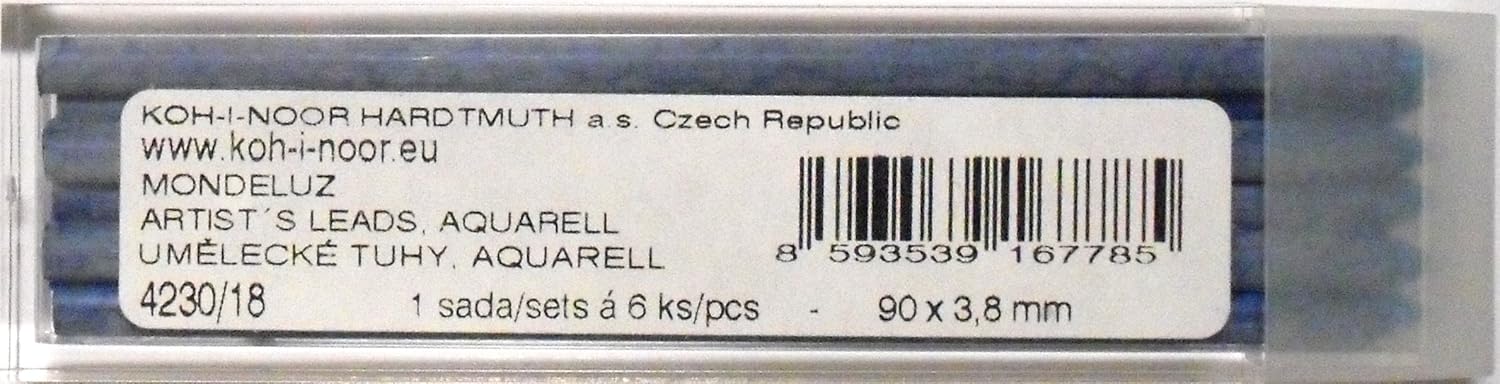 KOH-I-NOOR HARDTMUTH a.s. Czech Republic
www.koh-i-noor.eu
MONDELUZ
ARTIST´S LEADS, AQUARELL
UMĚLECKÉ TUHY, AQUARELL
8 593539 167785
4230/18 1 sada/sets á 6 ks/pcs - 90 x 3,8 mm